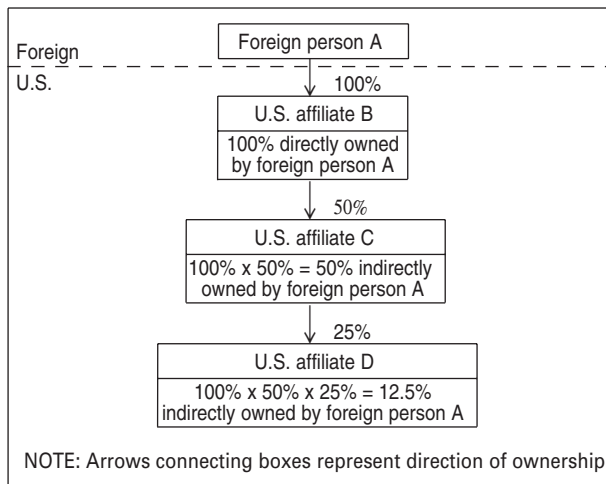 Foreign person A
Foreign
U.S.
100%
U.S. affiliate B
100% directly owned
by foreign person A
50%
U.S. affiliate C
100% x 50% = 50% indirectly
owned by foreign person A
25%
U.S. affiliate D
100% x 50% x 25% = 12.5%
indirectly owned by foreign person A
NOTE: Arrows connecting boxes represent direction of ownership